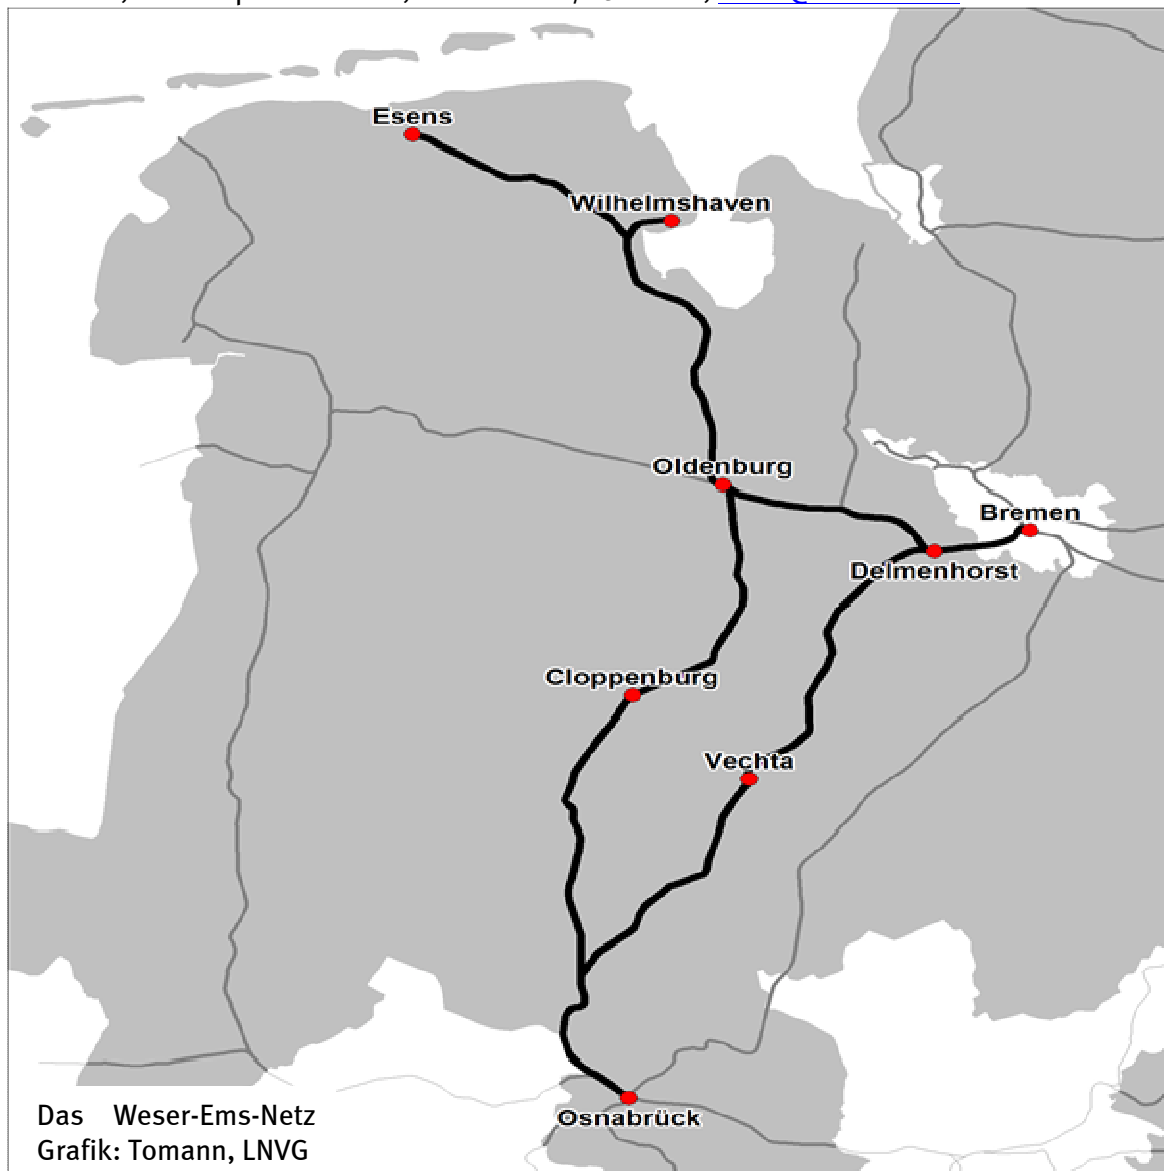 Esens
Wilhelmshaven
Oldenburg
Bremen
Delmenhorst
Cloppenburg
Vechta
Osnabrück
Das Weser-Ems-Netz
Grafik: Tomann, LNVG